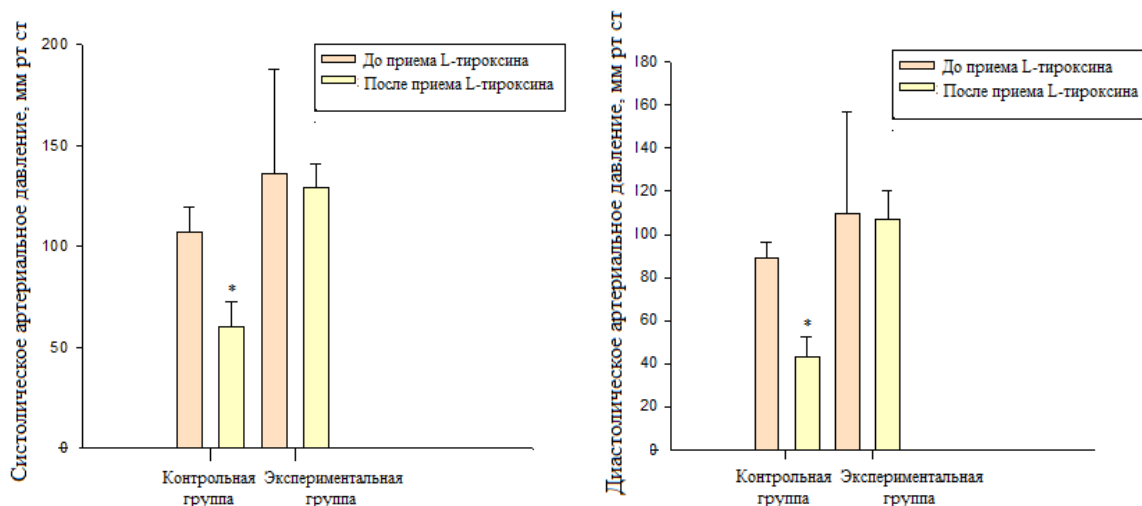 Систолическое артериальное давление, мм рт ст
200
150
100
50
0
До приема L-тироксина
После приема L-тироксина
*
Контрольная
группа
Экспериментальная
группа
Диастолическое артериальное давление, мм рт ст
180
160
140
120
100
80
60
40
20
0
До приема L-тироксина
После приема L-тироксина
*
Контрольная
группа
Экспериментальная
группа